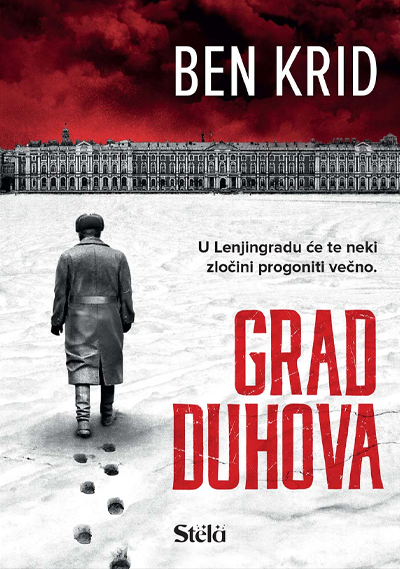 BEN KRID
U Lenjingradu će te neki
zločini progoniti večno.
GRAD
DUHOVA
Stela